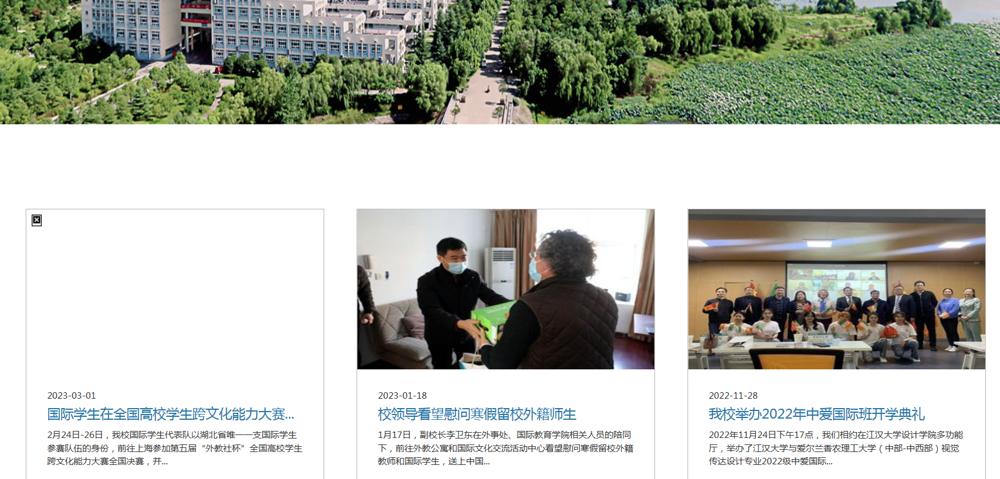 2023-03-01
国际学生在全国高校学生跨文化能力大赛...
2月24日-26日，我校国际学生代表队以湖北省唯一一支国际学生
参赛队伍的身份，前往上海参加第五届“外教社杯”全国高校学生
跨文化能力大赛全国决赛，并...
2023-01-18
校领导看望慰问寒假留校外籍师生
1月17日，副校长李卫东在外事处、国际教育学院相关人员的陪同
下，前往外教公寓和国际文化交流活动中心看望慰问寒假留校外籍
教师和国际学生，送上中国...
2022-11-28
我校举办2022年中爱国际班开学典礼
2022年11月24日下午17点，我们相约在江汉大学设计学院多功能
厅，举办了江汉大学与爱尔兰香农理工大学（中部-中西部）视觉
传达设计专业2022级中爱国际...